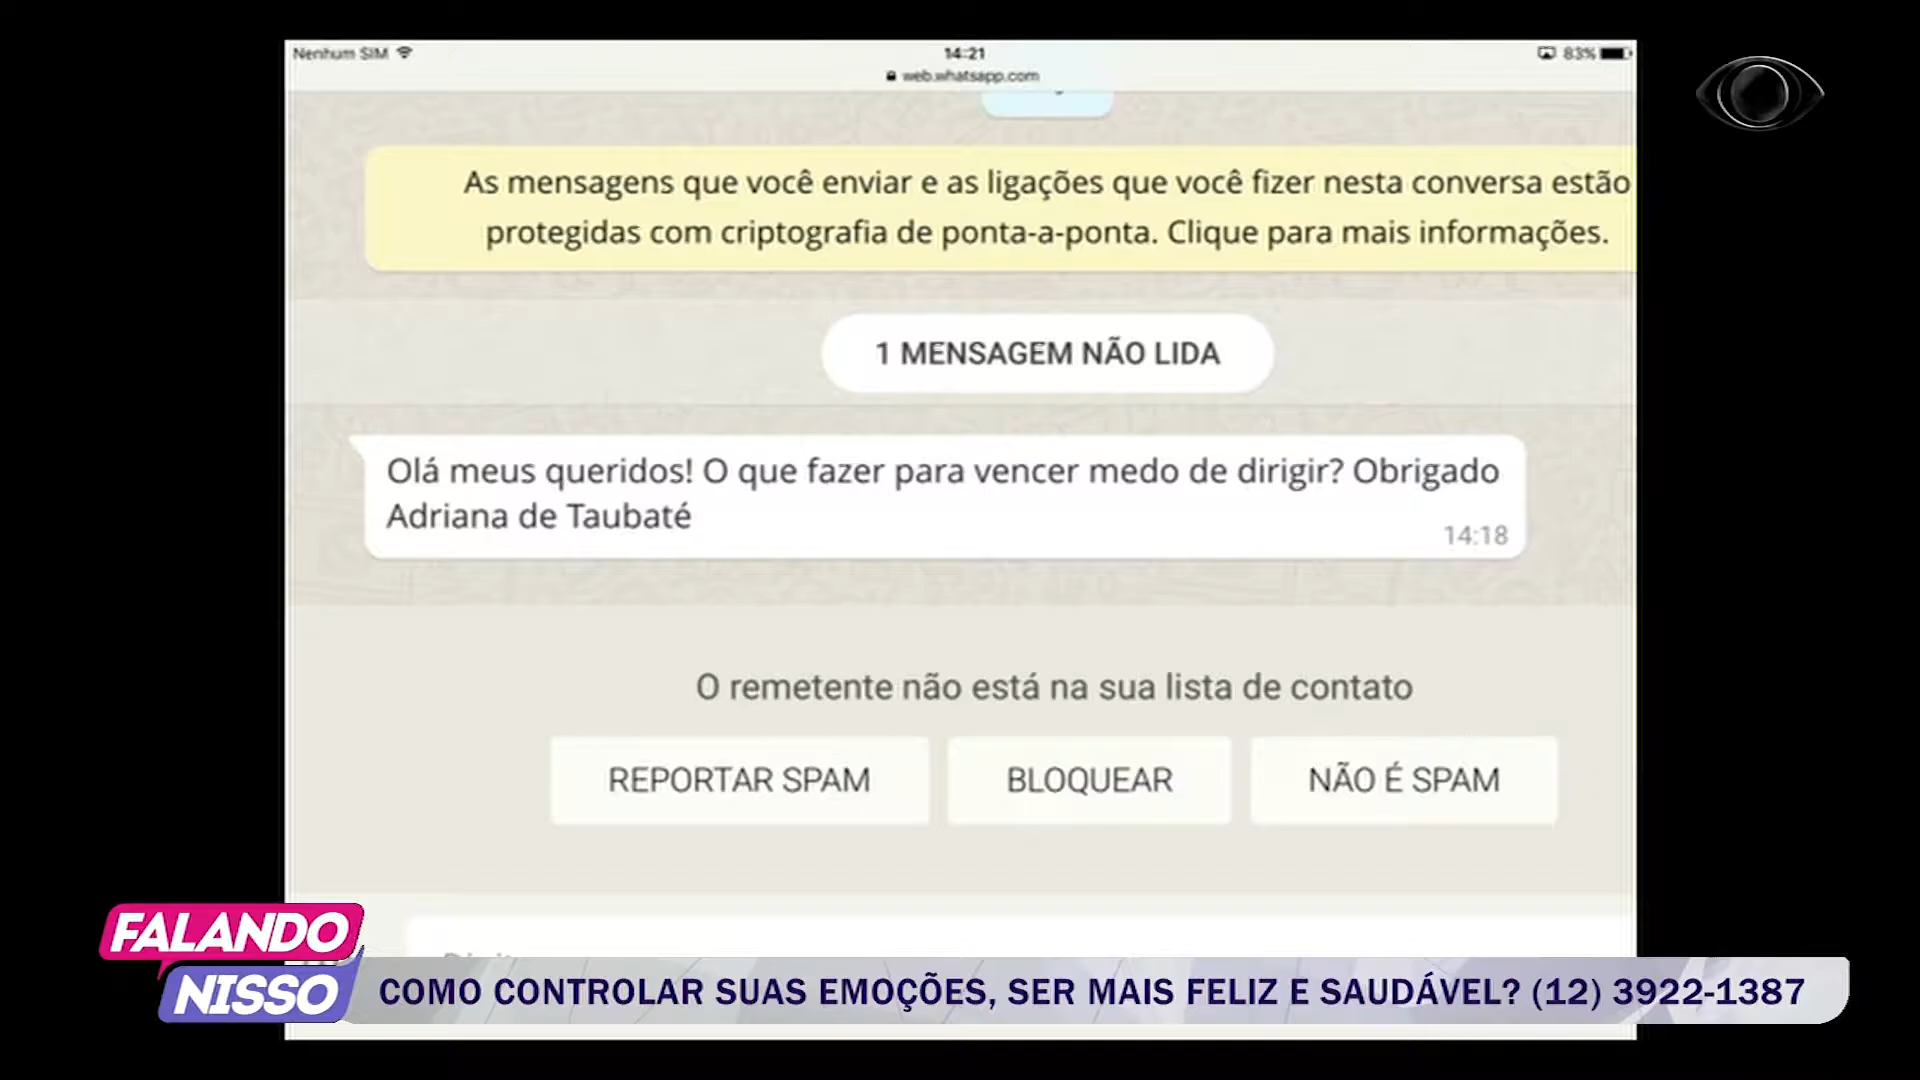 Nenhum SIM
14:21
83%
web.whatsapp.com
As mensagens que você enviar e as ligações que você fizer nesta conversa estão
protegidas com criptografia de ponta-a-ponta. Clique para mais informações.
1 MENSAGEM NÃO LIDA
Olá meus queridos! O que fazer para vencer medo de dirigir? Obrigado
Adriana de Taubaté
14:18
O remetente não está na sua lista de contato
REPORTAR SPAM
BLOQUEAR
NÃO É SPAM
FALANDO
NISSO
COMO CONTROLAR SUAS EMOÇÕES, SER MAIS FELIZ E SAUDÁVEL? (12) 3922-1387